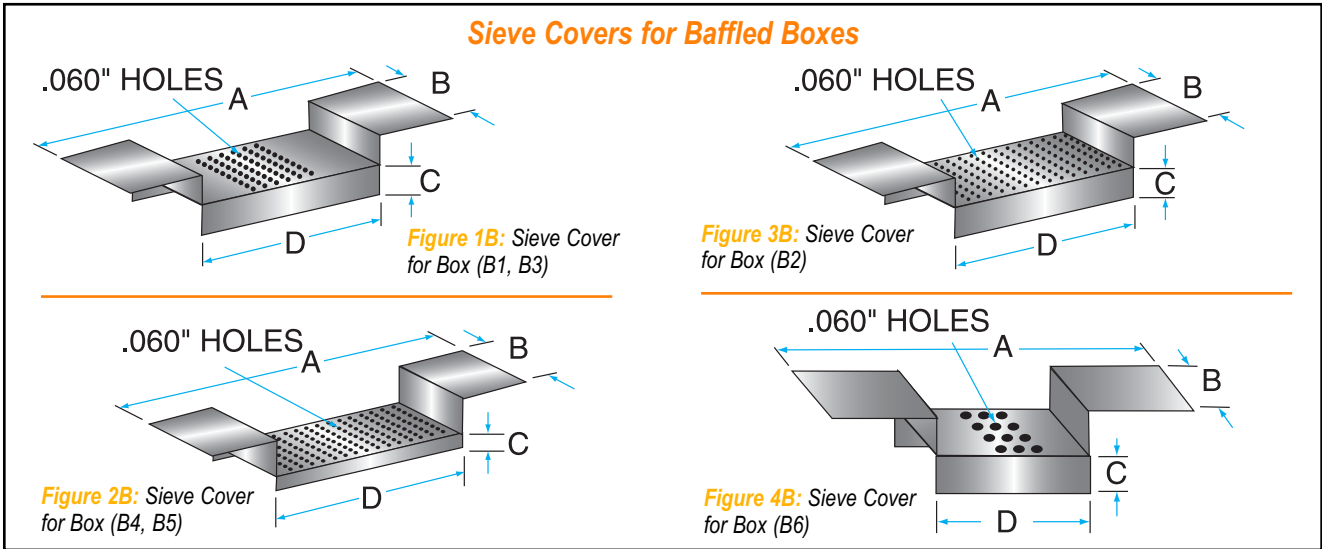 Sieve Covers for Baffled Boxes
.060" HOLES
A
B
C
D
Figure 1B: Sieve Cover
for Box (B1, B3)
.060" HOLES
A
B
C
D
Figure 3B: Sieve Cover
for Box (B2)
.060" HOLES
A
B
C
D
Figure 2B: Sieve Cover
for Box (B4, B5)
.060" HOLES
A
B
C
D
Figure 4B: Sieve Cover
for Box (B6)